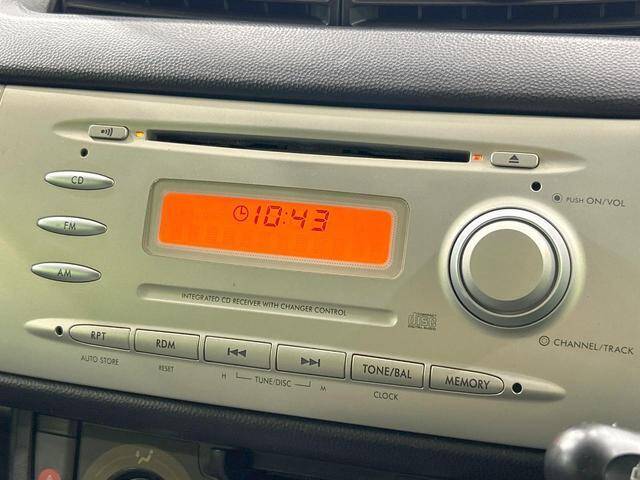 CD
PUSH ON/VOL
FM
10:43
AM
INTEGRATED CD RECEIVER WITH CHANGER CONTROL
disc
CHANNEL/TRACK
RPT RDM TONE/BAL MEMORY
AUTO STORE RESET H TUNE/DISC M CLOCK